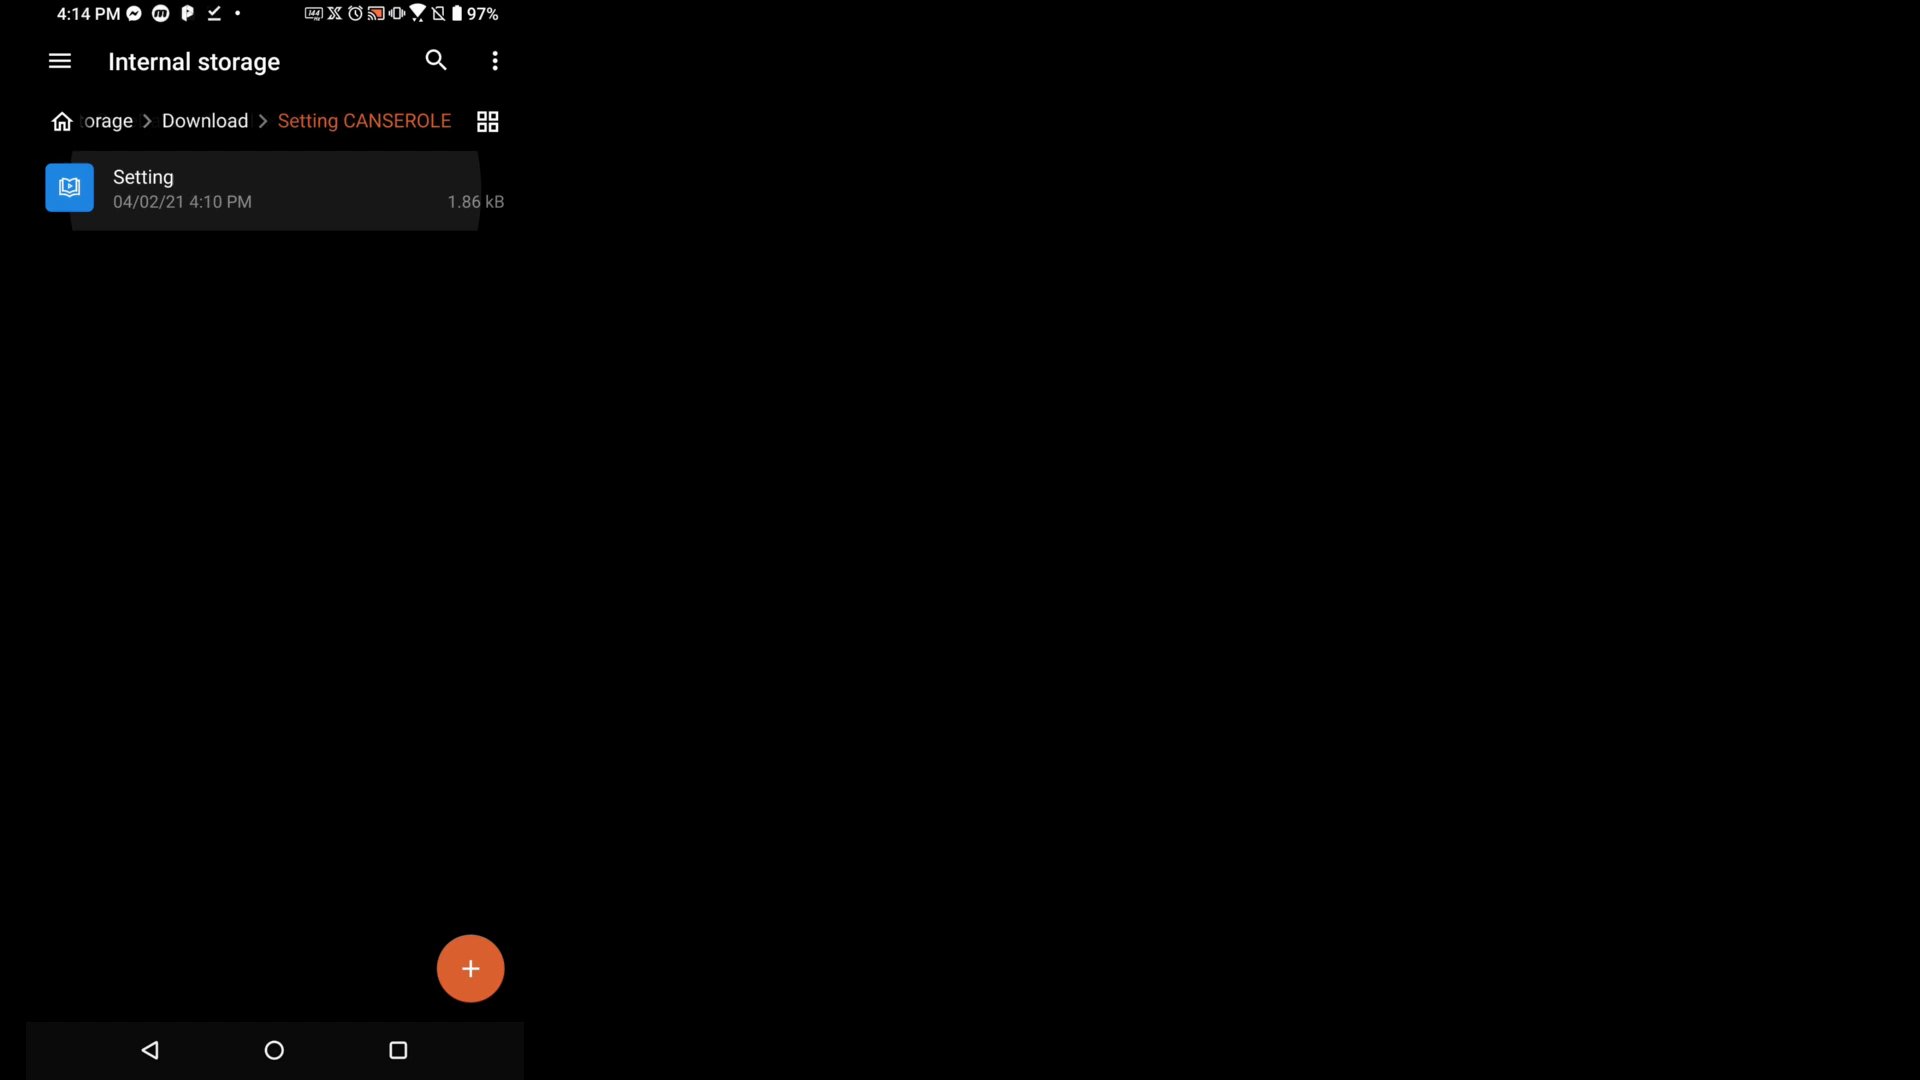 4:14 PM 97%
Internal storage
orage > Download > Setting CANSEROLE
Setting
04/02/21 4:10 PM 1.86 kB